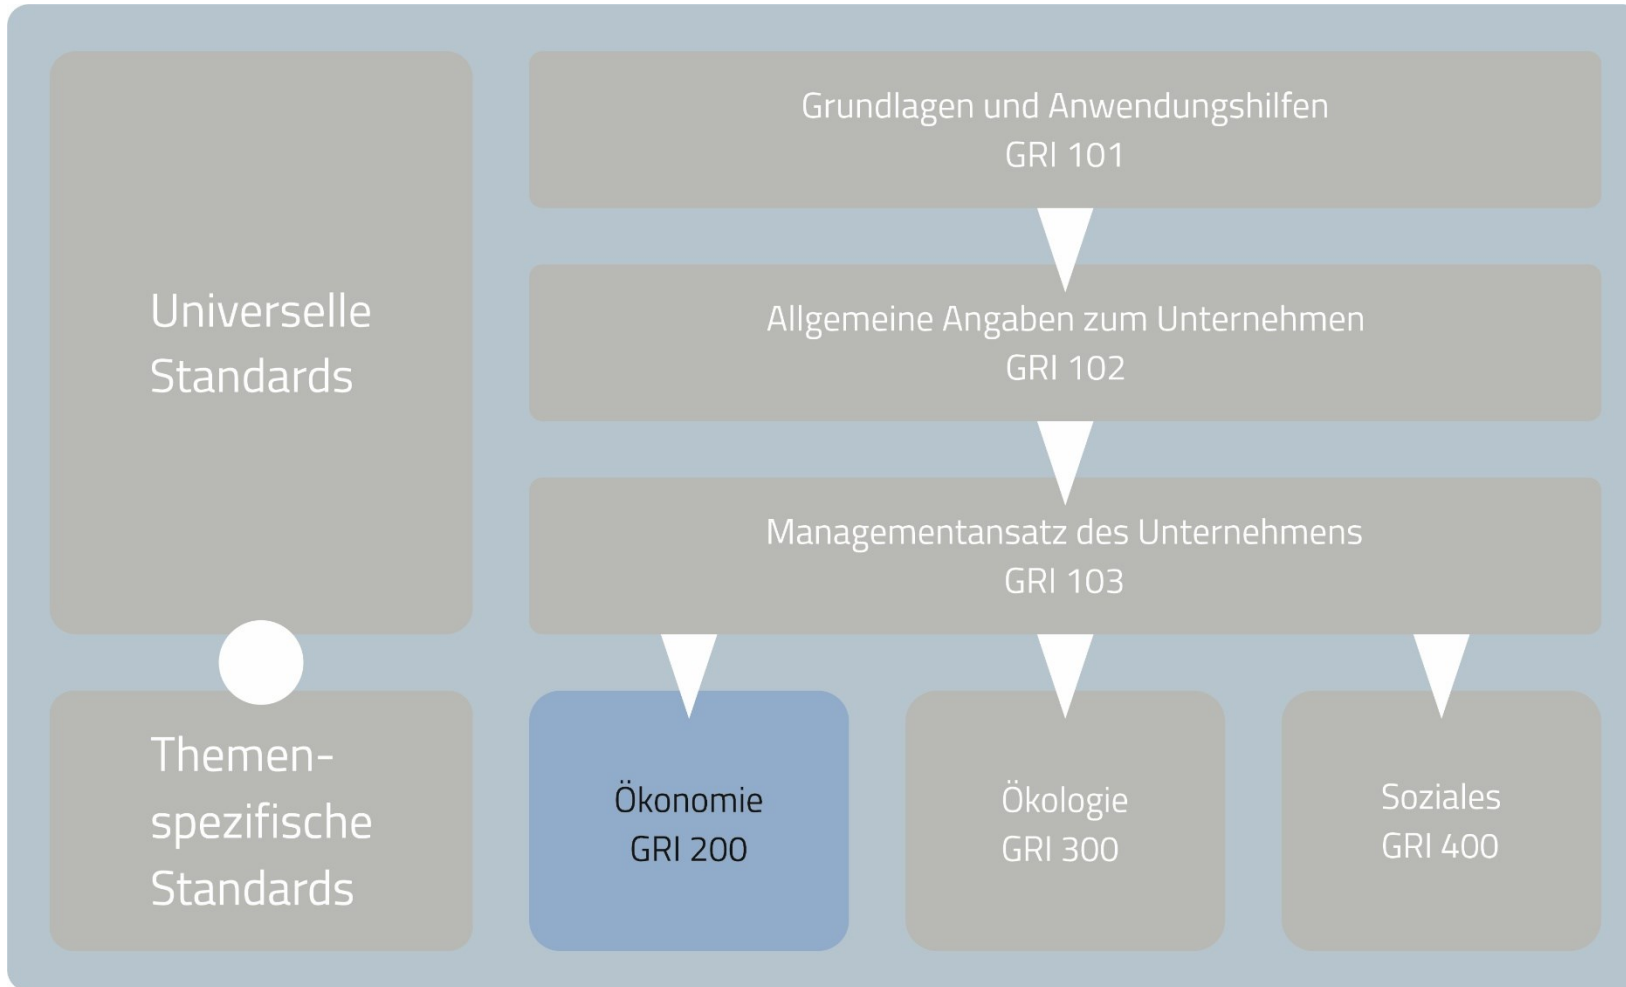 Universelle
Standards
Grundlagen und Anwendungshilfen
GRI 101
Allgemeine Angaben zum Unternehmen
GRI 102
Managementansatz des Unternehmens
GRI 103
Themen-
spezifische
Standards
Ökonomie
GRI 200
Ökologie
GRI 300
Soziales
GRI 400